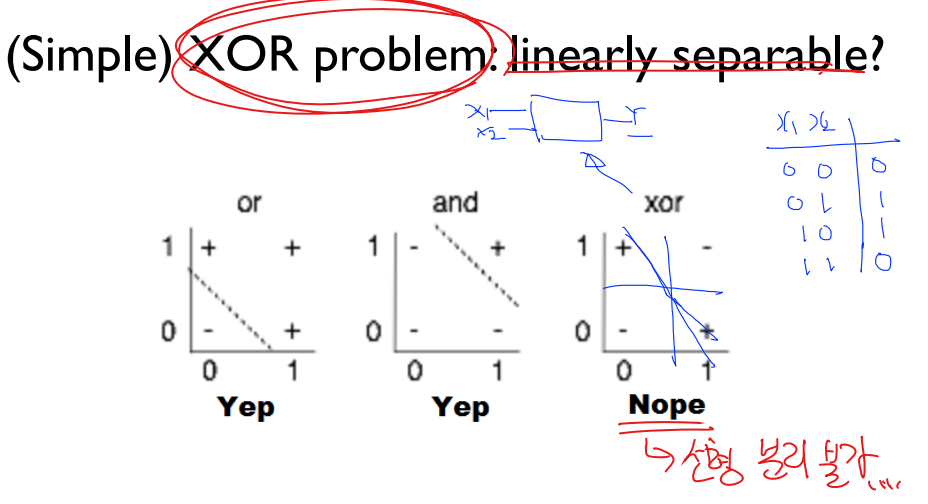 (Simple) XOR problem: linearly separable?
x1
x2
Y
x1 x2
0 0 0
0 1 1
1 0 1
1 1 0
or
1 + +
0 - +
0 1
Yep
and
1 - +
0 - -
0 1
Yep
xor
1 + -
0 - +
0 1
Nope
↳ 선형 분리 불가...